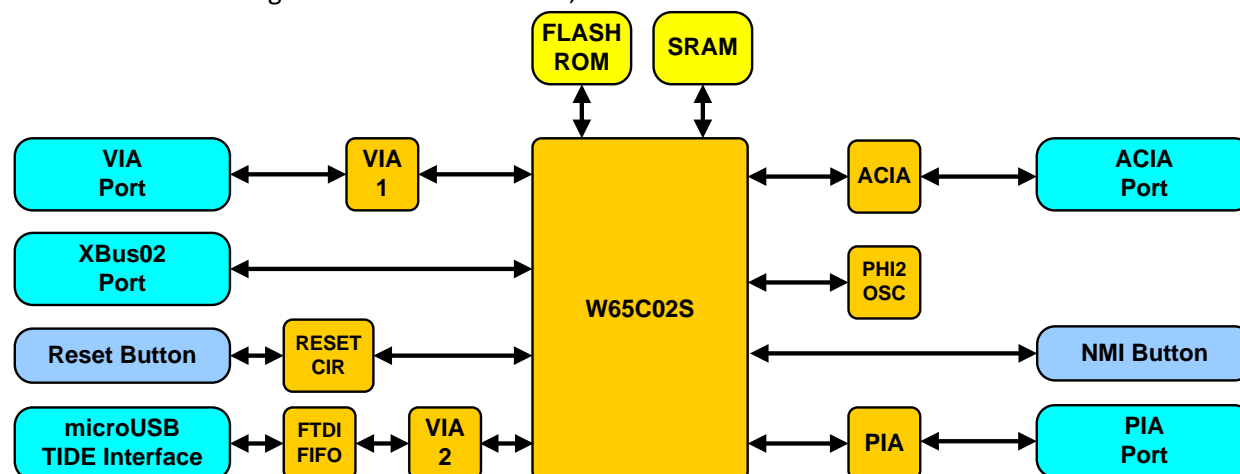 FLASH
ROM
SRAM
VIA
Port
VIA
1
ACIA
ACIA
Port
XBus02
Port
PHI2
OSC
W65C02S
Reset Button
RESET
CIR
NMI Button
microUSB
TIDE Interface
FTDI
FIFO
VIA
2
PIA
PIA
Port